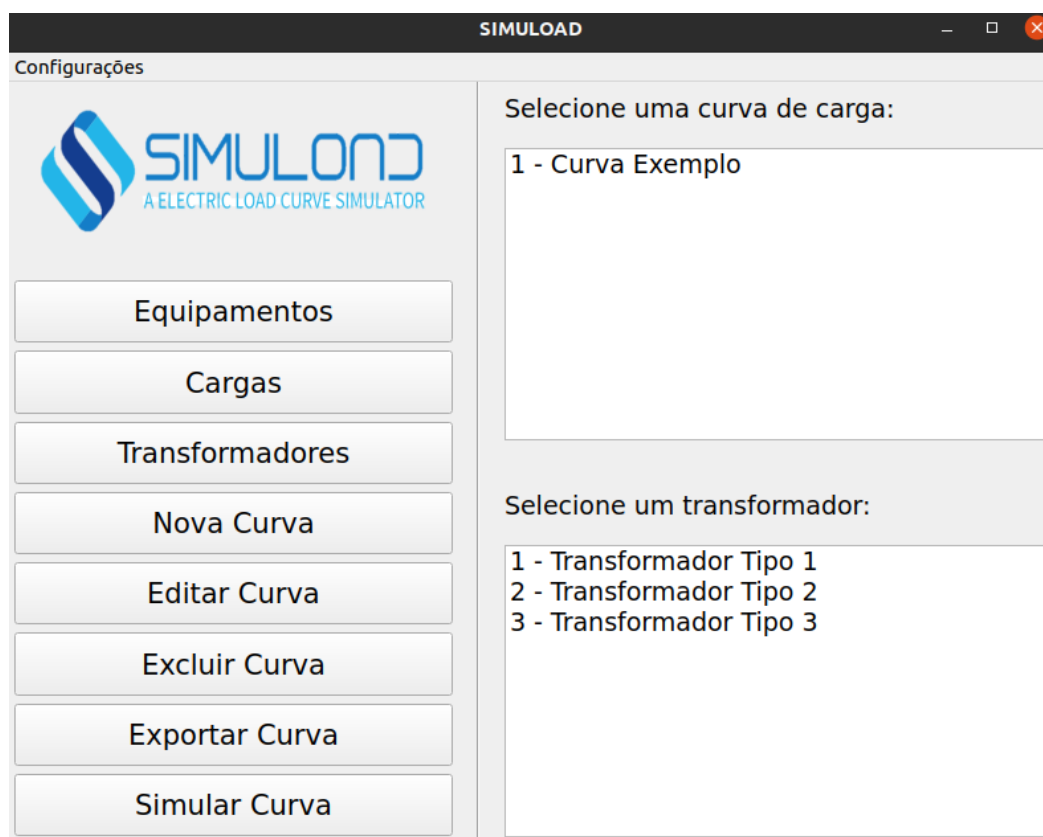 SIMULOAD
Configurações
SIMULOAD
A ELECTRIC LOAD CURVE SIMULATOR
Equipamentos
Cargas
Transformadores
Nova Curva
Editar Curva
Excluir Curva
Exportar Curva
Simular Curva
Selecione uma curva de carga:
1 - Curva Exemplo
Selecione um transformador:
1 - Transformador Tipo 1
2 - Transformador Tipo 2
3 - Transformador Tipo 3